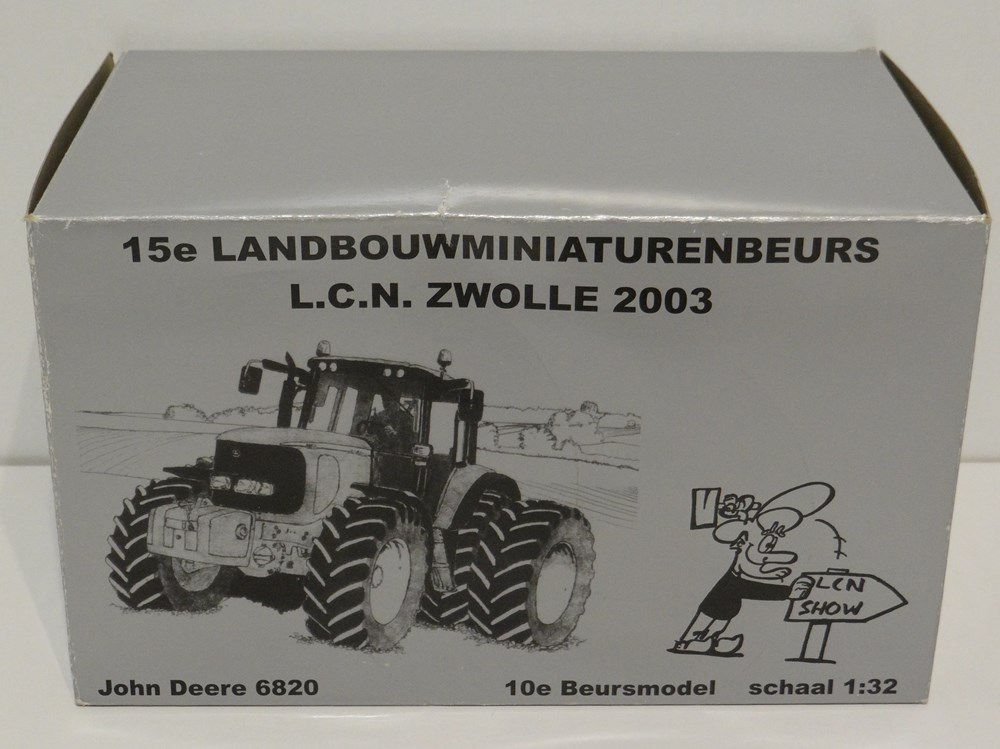 15e LANDBOUWMINIATURENBEURS
L.C.N. ZWOLLE 2003
LCN
SHOW
John Deere 6820
10e Beursmodel
schaal 1:32